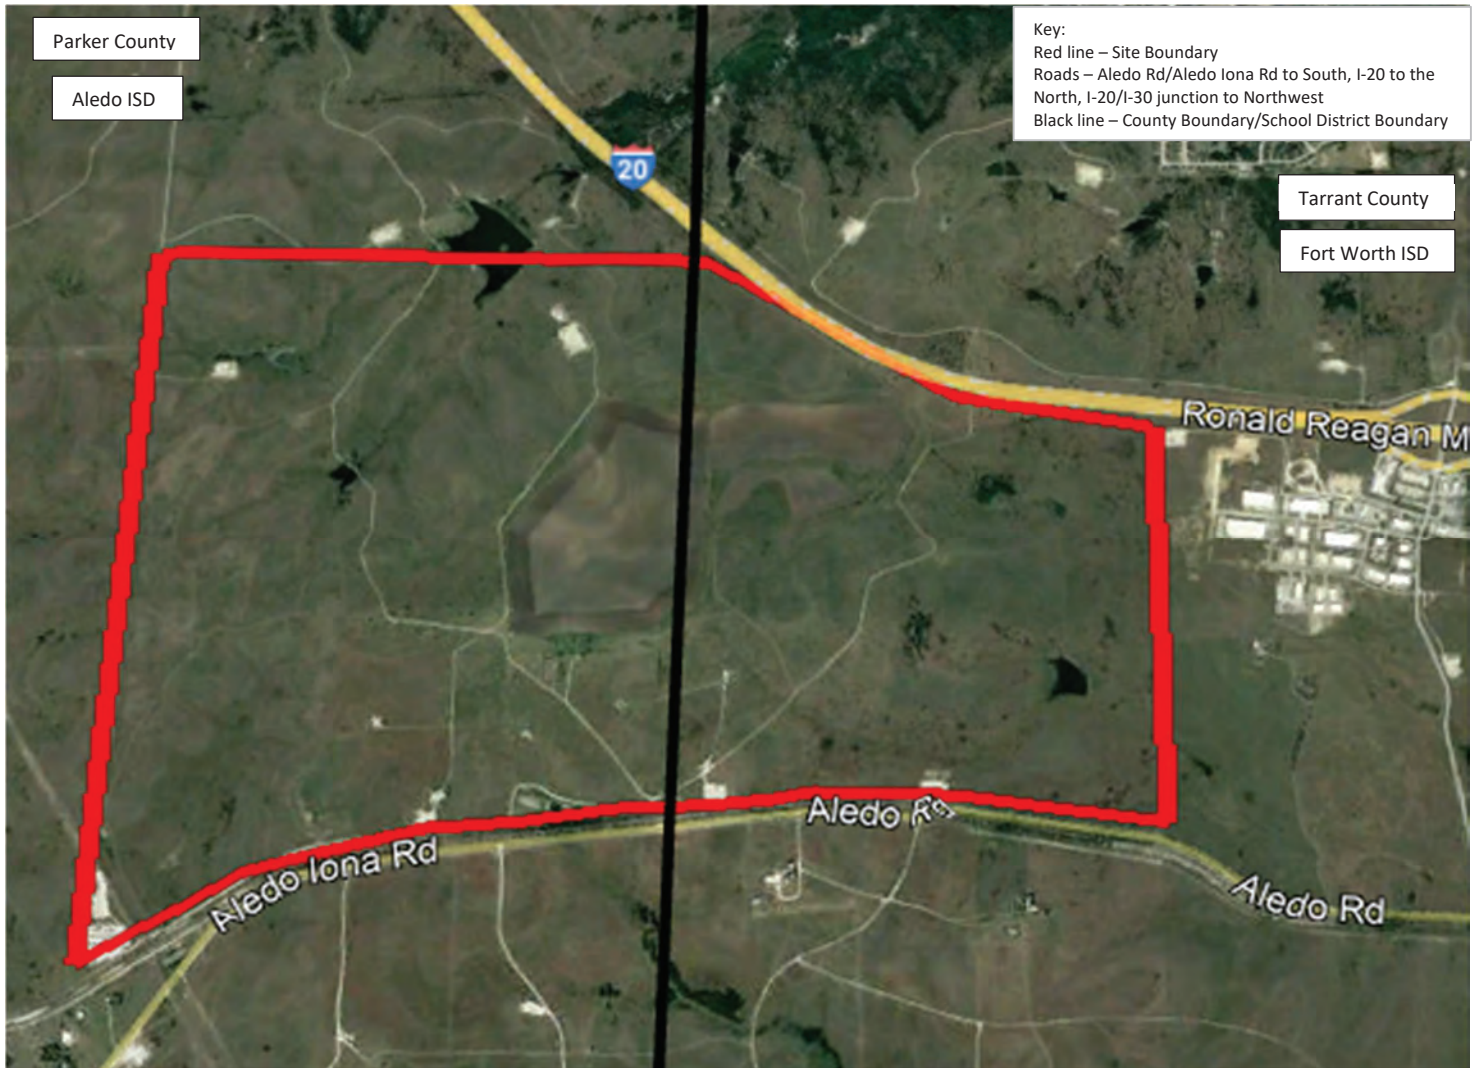 Parker County
Aledo ISD
Key:
Red line – Site Boundary
Roads – Aledo Rd/Aledo Iona Rd to South, I-20 to the
North, I-20/I-30 junction to Northwest
Black line – County Boundary/School District Boundary
20
Tarrant County
Fort Worth ISD
Ronald Reagan M
Aledo Rd
Aledo Iona Rd
Aledo Rd